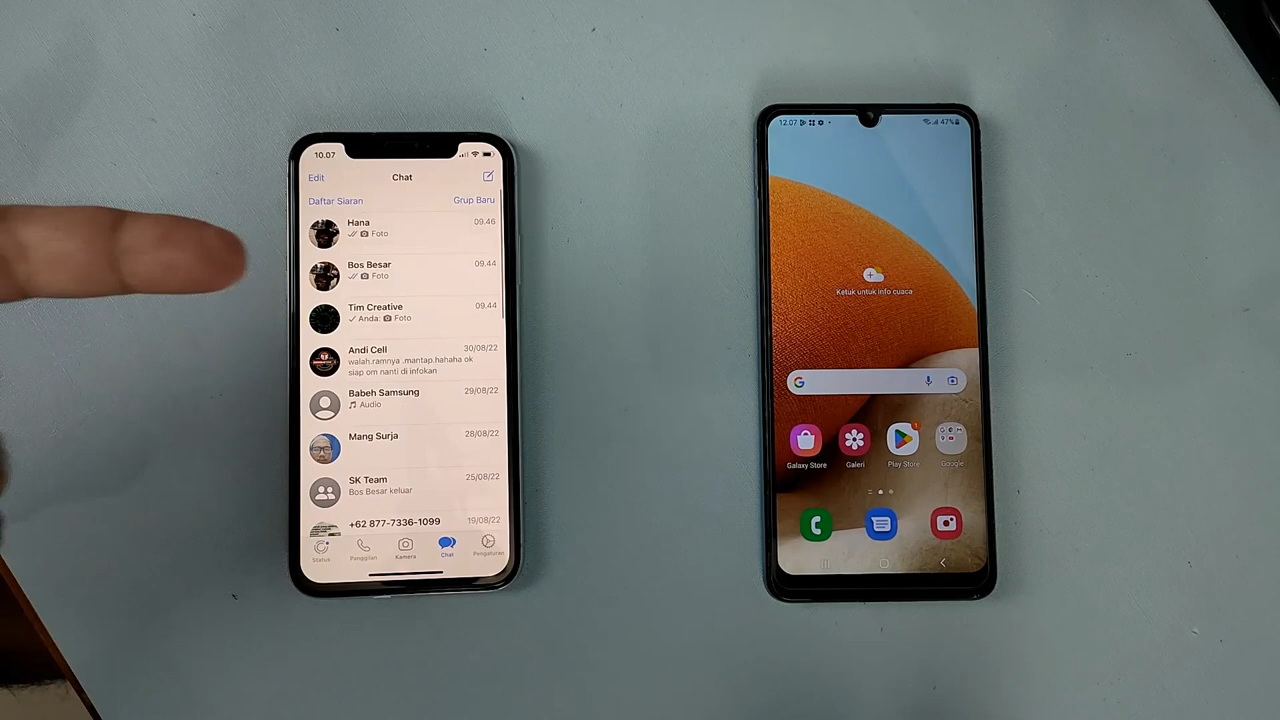 10.07
Edit
Chat
Daftar Siaran
Grup Baru
Hana
09.46
Foto
Bos Besar
09.44
Foto
Tim Creative
09.44
Anda: Foto
Andi Cell
30/08/22
walah.ramnya .mantap.hahaha ok
siap om nanti di infokan
Babeh Samsung
29/08/22
Audio
Mang Surja
28/08/22
SK Team
25/08/22
Bos Besar keluar
+62 877-7336-1099
19/08/22
Status
Panggilan
Kamera
Chat
Pengaturan
12.07
47%
Ketuk untuk info cuaca
G
Galaxy Store
Galeri
Play Store
Google